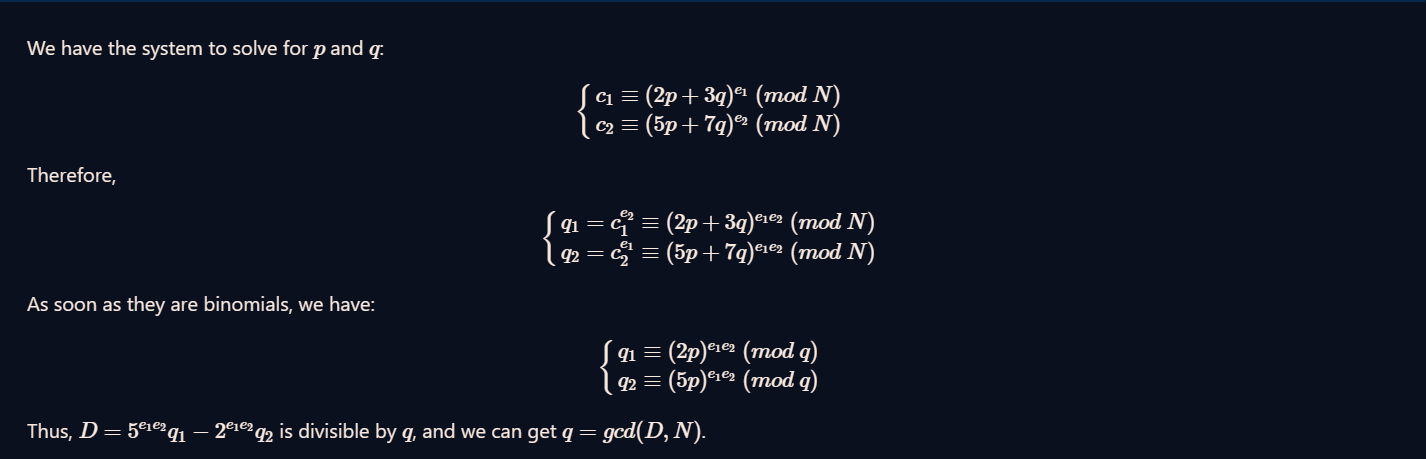 We have the system to solve for p and q:
{ c₁ ≡ (2p + 3q)^{e₁} (mod N)
c₂ ≡ (5p + 7q)^{e₂} (mod N)
Therefore,
{ q₁ = c₁^{e₂} ≡ (2p + 3q)^{e₁e₂} (mod N)
q₂ = c₂^{e₁} ≡ (5p + 7q)^{e₁e₂} (mod N)
As soon as they are binomials, we have:
{ q₁ ≡ (2p)^{e₁e₂} (mod q)
q₂ ≡ (5p)^{e₁e₂} (mod q)
Thus, D = 5^{e₁e₂}q₁ − 2^{e₁e₂}q₂ is divisible by q, and we can get q = gcd(D, N).